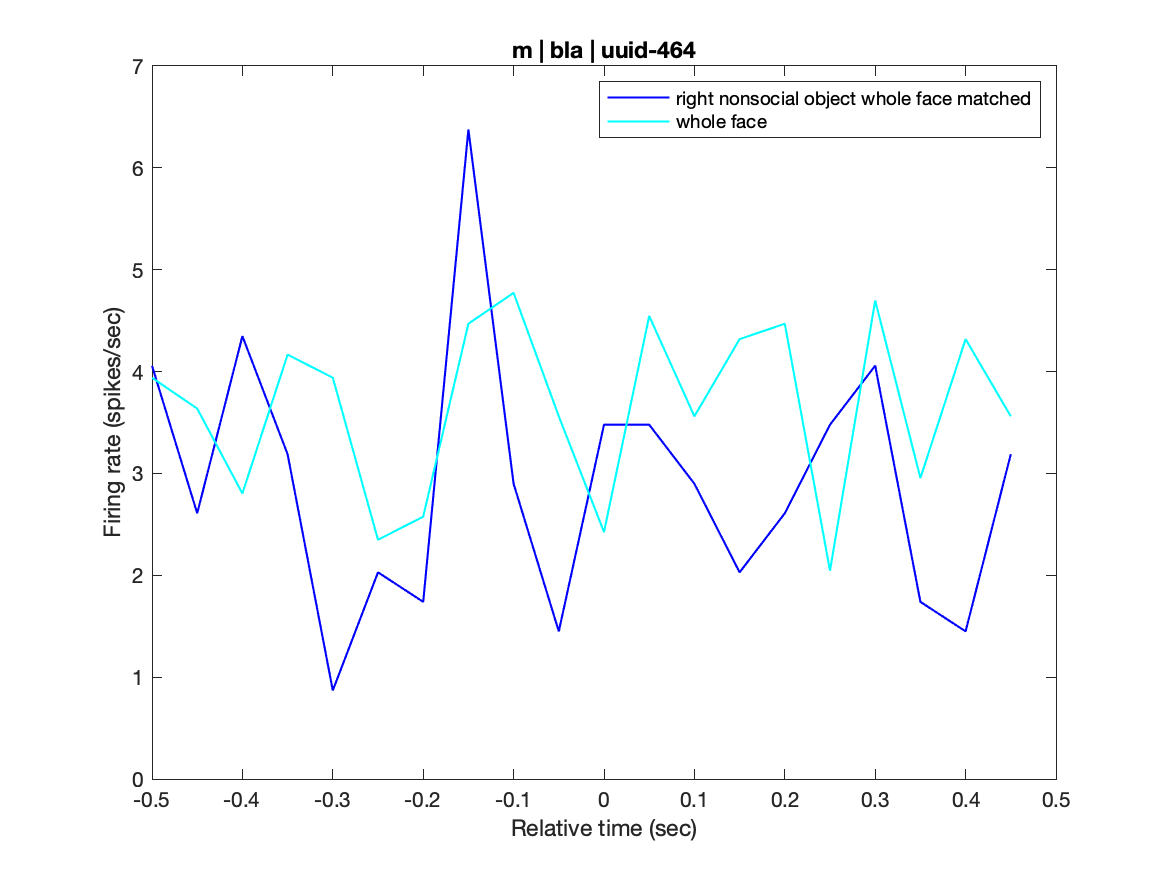 m | bla | uuid-464
right nonsocial object whole face matched
whole face
Firing rate (spikes/sec)
7
6
5
4
3
2
1
0
-0.5 -0.4 -0.3 -0.2 -0.1 0 0.1 0.2 0.3 0.4 0.5
Relative time (sec)